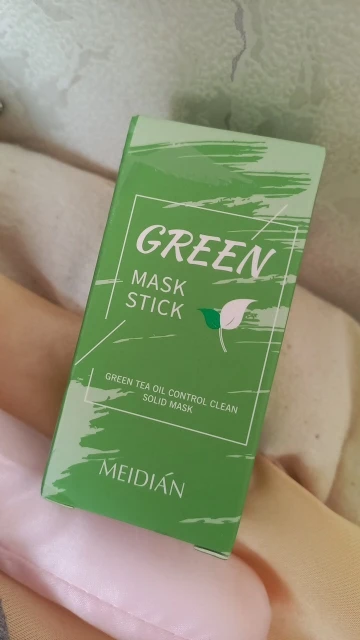 GREEN
MASK
STICK
GREEN TEA OIL CONTROL CLEAN
SOLID MASK
MEIDIÁN